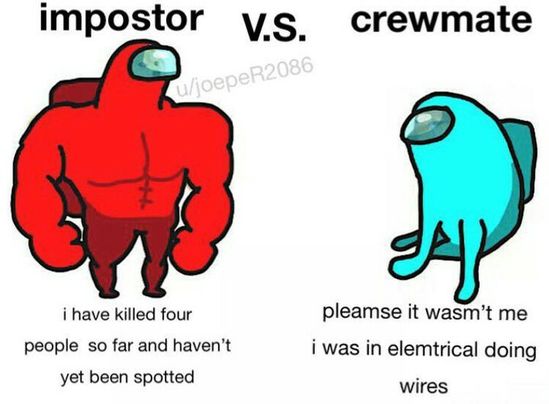 impostor v.s. crewmate
u/joepeR2086
i have killed four
people so far and haven't
yet been spotted
pleamse it wasm't me
i was in elemtrical doing
wires